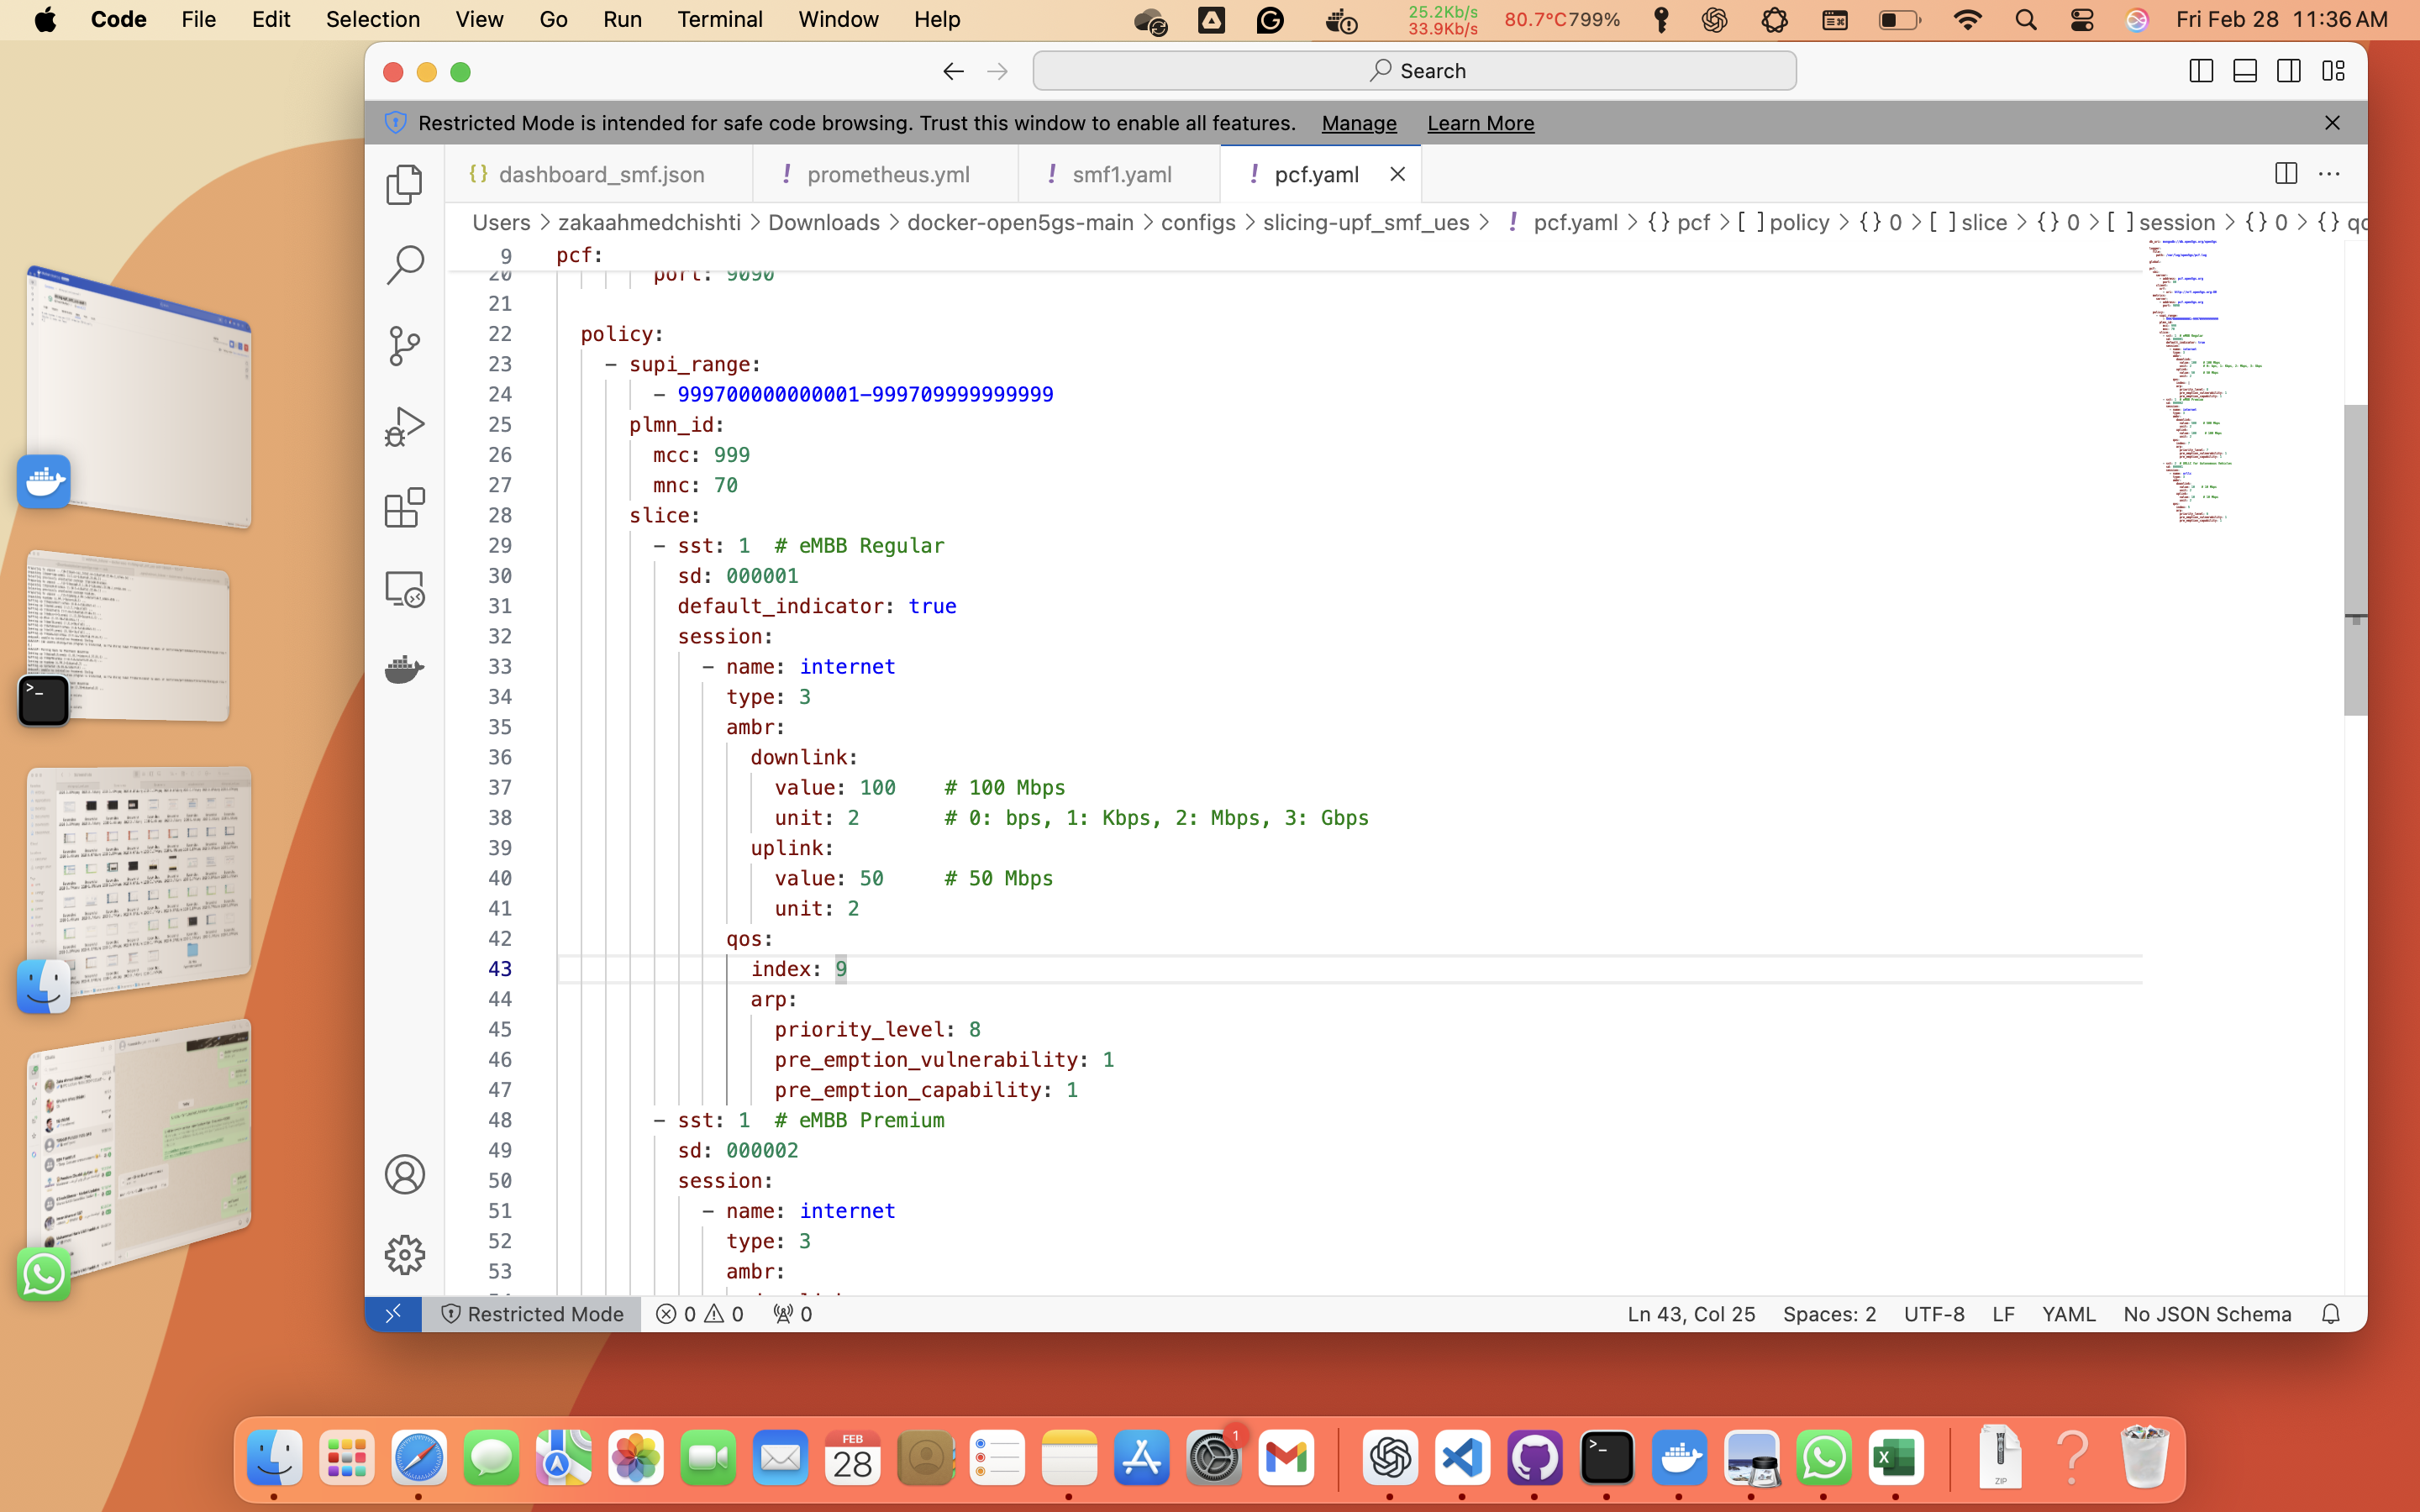 Code File Edit Selection View Go Run Terminal Window Help 25.2Kb/s 33.9Kb/s 80.7°C 799% Fri Feb 28 11:36 AM
Search
Restricted Mode is intended for safe code browsing. Trust this window to enable all features. Manage Learn More
{} dashboard_smf.json ! prometheus.yml ! smf1.yaml ! pcf.yaml
Users > zakaahmedchishti > Downloads > docker-open5gs-main > configs > slicing-upf_smf_ues > ! pcf.yaml > {} pcf > [ ] policy > {} 0 > [ ] slice > {} 0 > [ ] session > {} 0 > {} qo
9 pcf:
20 port: 9090
21
22 policy:
23 - supi_range:
24 - 999700000000001-999709999999999
25 plmn_id:
26 mcc: 999
27 mnc: 70
28 slice:
29 - sst: 1 # eMBB Regular
30 sd: 000001
31 default_indicator: true
32 session:
33 - name: internet
34 type: 3
35 ambr:
36 downlink:
37 value: 100 # 100 Mbps
38 unit: 2 # 0: bps, 1: Kbps, 2: Mbps, 3: Gbps
39 uplink:
40 value: 50 # 50 Mbps
41 unit: 2
42 qos:
43 index: 9
44 arp:
45 priority_level: 8
46 pre_emption_vulnerability: 1
47 pre_emption_capability: 1
48 - sst: 1 # eMBB Premium
49 sd: 000002
50 session:
51 - name: internet
52 type: 3
53 ambr:
Restricted Mode 0 0 0 Ln 43, Col 25 Spaces: 2 UTF-8 LF YAML No JSON Schema
FEB
28
1
ZIP